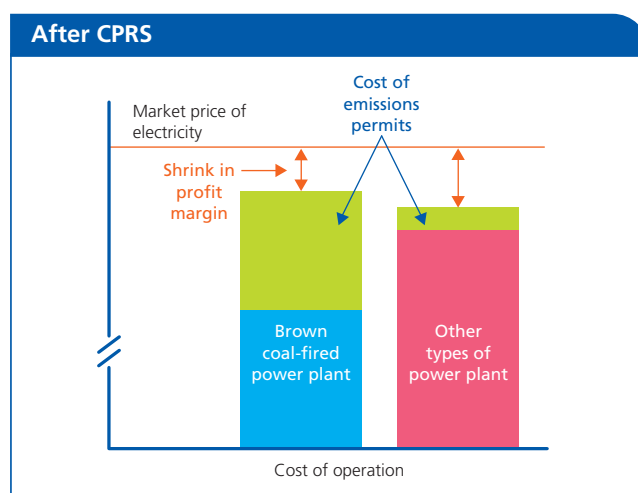 After CPRS
Cost of
emissions
permits
Market price of
electricity
Shrink in
profit
margin
Brown
coal-fired
power plant
Other
types of
power plant
Cost of operation